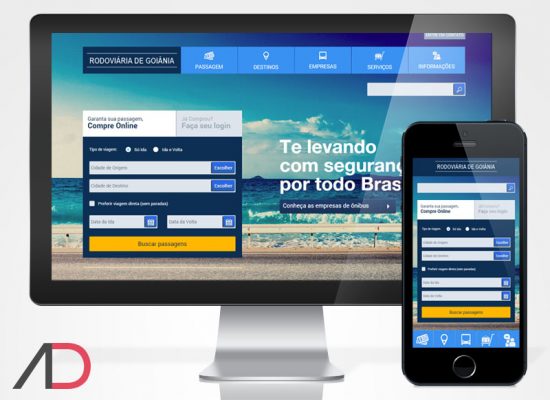 ENTRE EM CONTATO
RODOVIÁRIA DE GOIÂNIA
PASSAGEM
DESTINOS
EMPRESAS
SERVIÇOS
INFORMAÇÕES
Garanta sua passagem,
Compre Online
Já Comprou?
Faça seu login
Tipo de viagem:
Só Ida
Ida e Volta
Cidade de Origem
Escolher
Cidade de Destino
Escolher
Preferir viagem direta (sem paradas)
Data da Ida
Data da Volta
Buscar passagens
Te levando
com seguranç
por todo Bras
Conheça as empresas de ônibus
RODOVIÁRIA DE GOIÂNIA
Garanta sua passagem,
Compre Online
Já Comprou?
Faça seu login
Tipo de viagem:
Só Ida
Ida e Volta
Cidade de Origem
Escolher
Cidade de Destino
Escolher
Preferir viagem direta (sem paradas)
Data da Ida
Data da Volta
Buscar passagens
AD